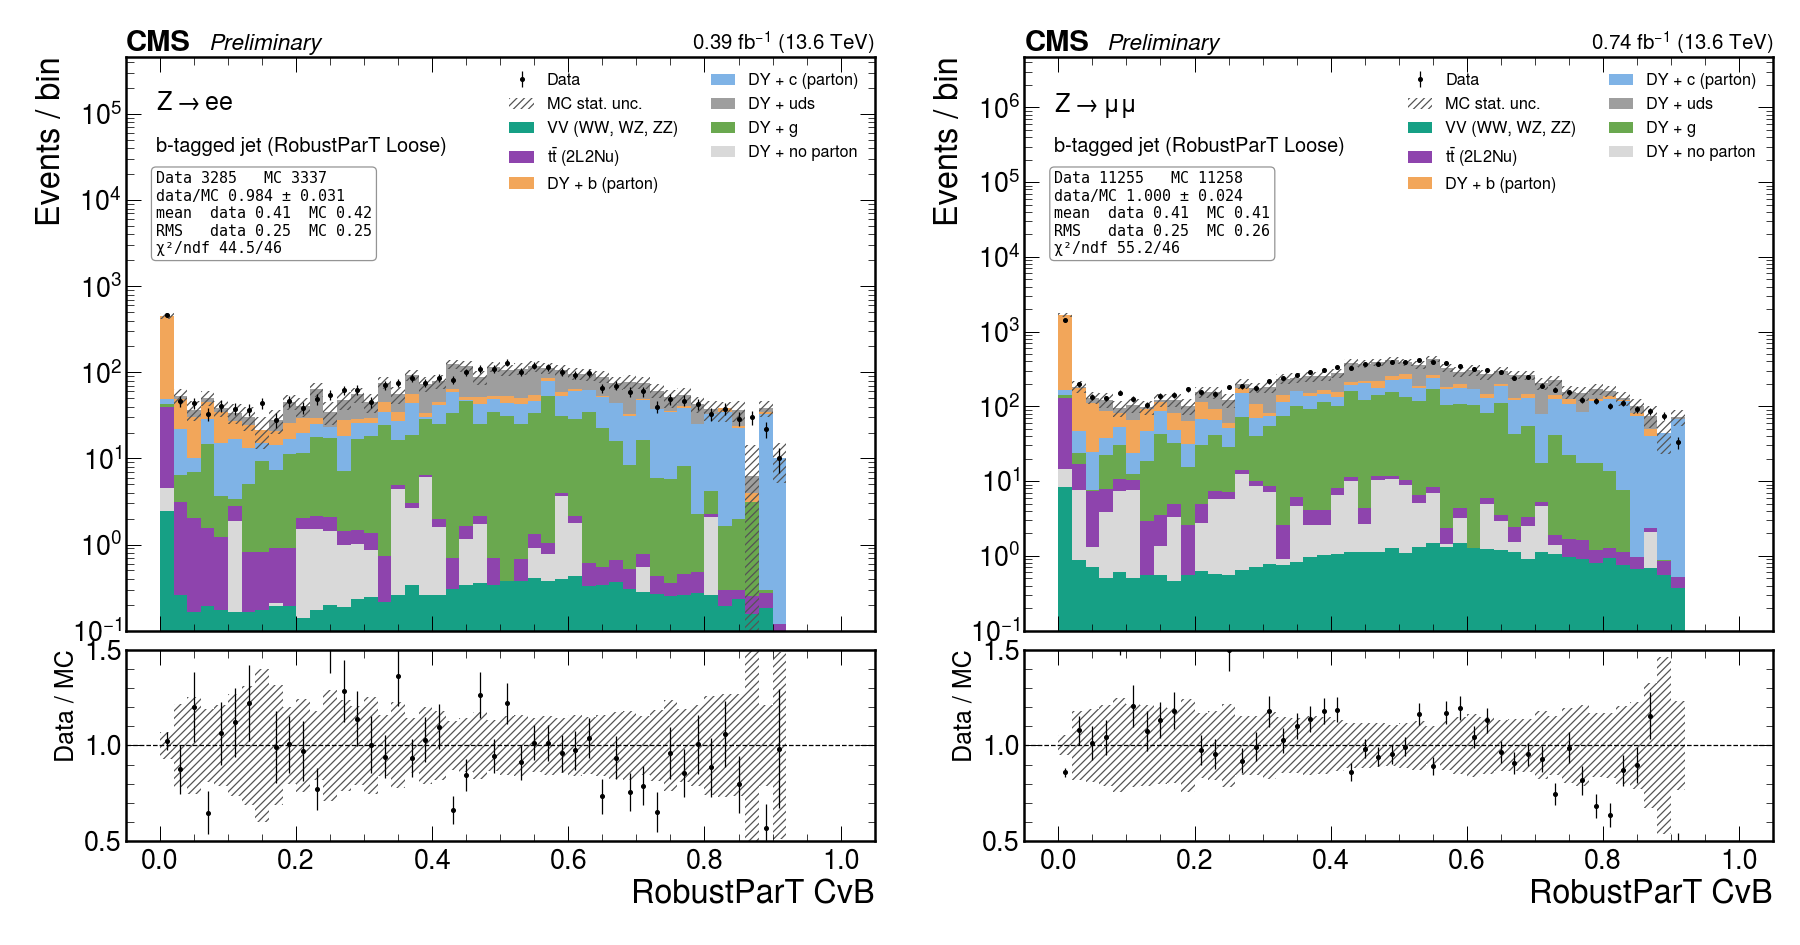 CMS Preliminary 0.39 fb⁻¹ (13.6 TeV)
Events / bin
Z → ee
b-tagged jet (RobustParT Loose)
Data 3285   MC 3337
data/MC 0.984 ± 0.031
mean  data 0.41  MC 0.42
RMS   data 0.25  MC 0.25
χ²/ndf 44.5/46
Data
MC stat. unc.
VV (WW, WZ, ZZ)
tt̄ (2L2Nu)
DY + b (parton)
DY + c (parton)
DY + uds
DY + g
DY + no parton
10⁵
10⁴
10³
10²
10¹
10⁰
10⁻¹
Data / MC
1.5
1.0
0.5
0.0 0.2 0.4 0.6 0.8 1.0
RobustParT CvB
CMS Preliminary 0.74 fb⁻¹ (13.6 TeV)
Events / bin
Z → μμ
b-tagged jet (RobustParT Loose)
Data 11255   MC 11258
data/MC 1.000 ± 0.024
mean  data 0.41  MC 0.41
RMS   data 0.25  MC 0.26
χ²/ndf 55.2/46
Data
MC stat. unc.
VV (WW, WZ, ZZ)
tt̄ (2L2Nu)
DY + b (parton)
DY + c (parton)
DY + uds
DY + g
DY + no parton
10⁶
10⁵
10⁴
10³
10²
10¹
10⁰
10⁻¹
Data / MC
1.5
1.0
0.5
0.0 0.2 0.4 0.6 0.8 1.0
RobustParT CvB